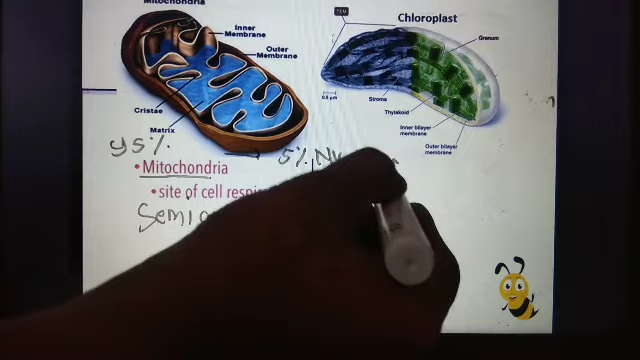 Mitochondria
TEM
Chloroplast
Inner
Membrane
Outer
Membrane
Granum
Cristae
Matrix
0.5 µm
Stroma
Thylakoid
Inner bilayer
membrane
Outer bilayer
membrane
95%
5%
• Mitochondria
• site of cell
Semi